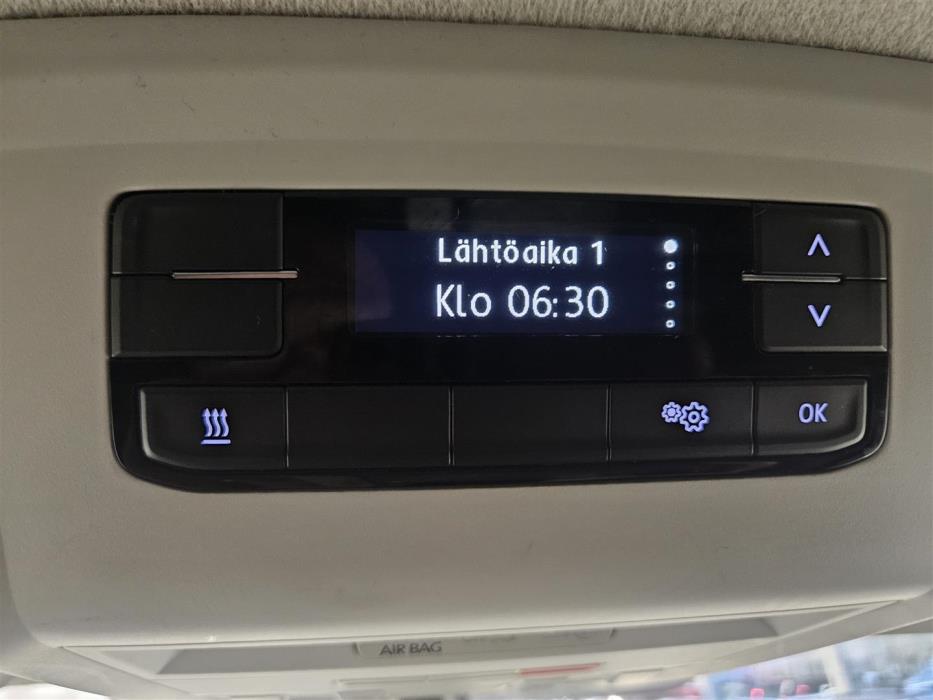 Lähtöaika 1
Klo 06:30
OK
AIR BAG